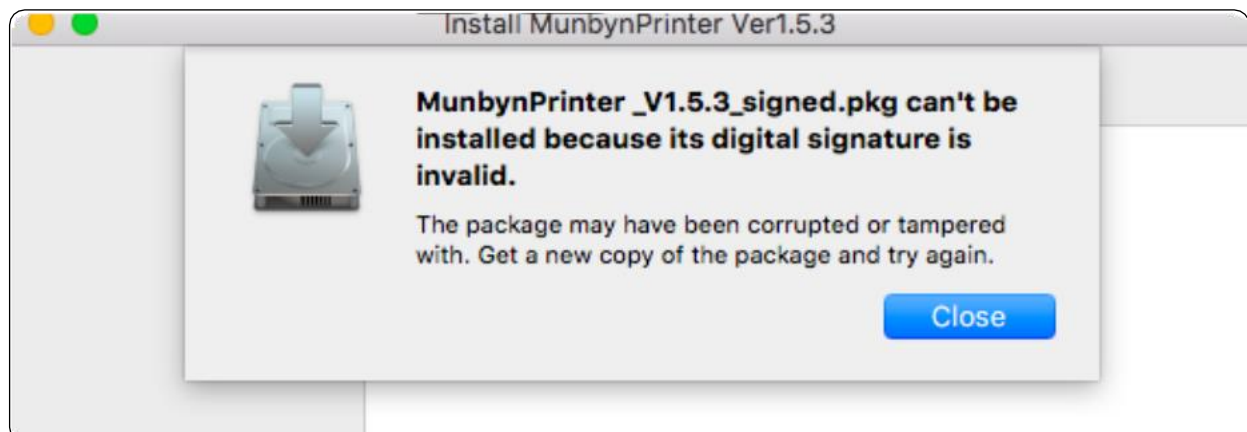 Install MunbynPrinter Ver1.5.3
MunbynPrinter _V1.5.3_signed.pkg can't be
installed because its digital signature is
invalid.
The package may have been corrupted or tampered
with. Get a new copy of the package and try again.
Close